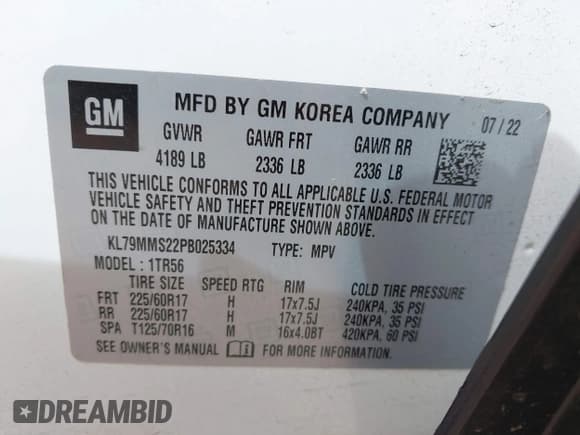 GM
MFD BY GM KOREA COMPANY 07/22
GVWR GAWR FRT GAWR RR
4189 LB 2336 LB 2336 LB
THIS VEHICLE CONFORMS TO ALL APPLICABLE U.S. FEDERAL MOTOR
VEHICLE SAFETY AND THEFT PREVENTION STANDARDS IN EFFECT
ON THE DATE OF MANUFACTURE SHOWN ABOVE.
KL79MMS22PB025334 TYPE: MPV
MODEL: 1TR56
TIRE SIZE SPEED RTG RIM COLD TIRE PRESSURE
FRT 225/60R17 H 17x7.5J 240KPA, 35 PSI
RR 225/60R17 H 17x7.5J 240KPA, 35 PSI
SPA T125/70R16 M 16x4.0BT 420KPA, 60 PSI
SEE OWNER'S MANUAL FOR MORE INFORMATION.
DREAMBID